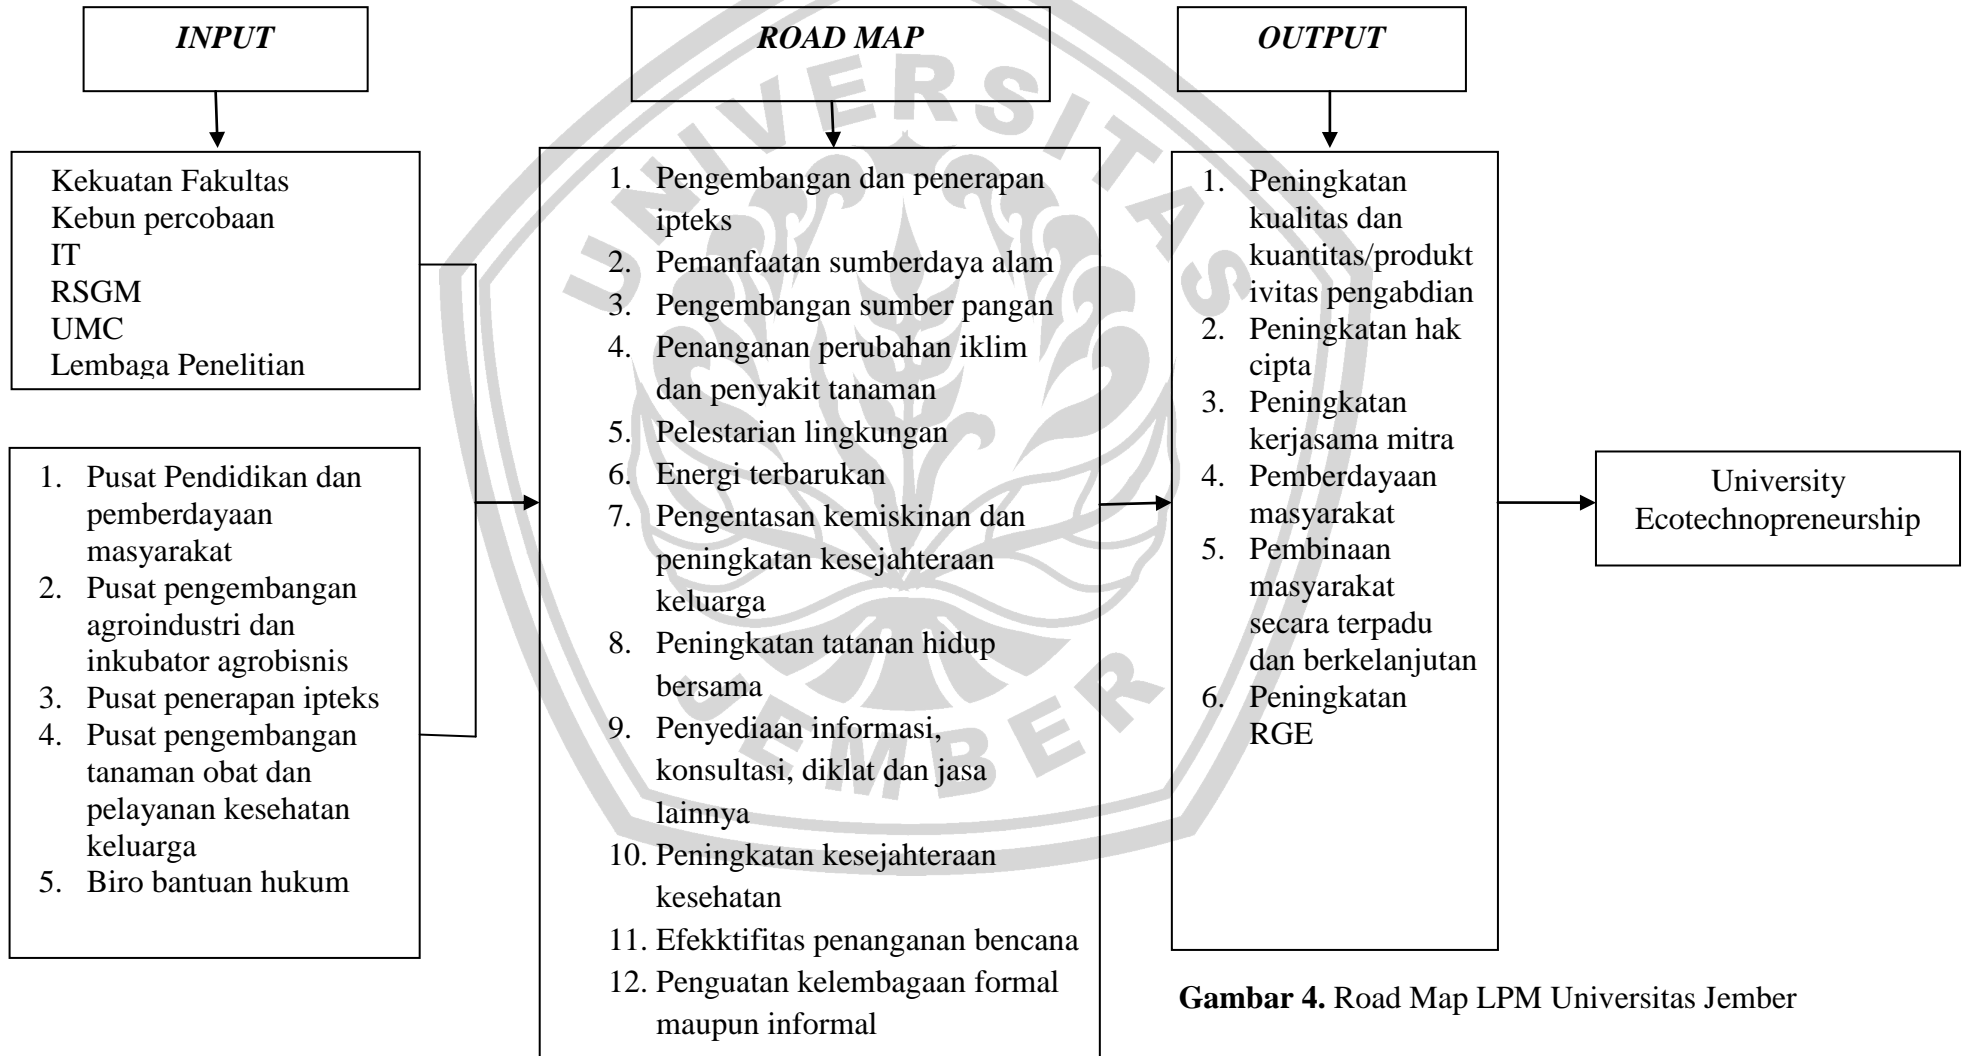 INPUT
Kekuatan Fakultas
Kebun percobaan
IT
RSGM
UMC
Lembaga Penelitian
1. Pusat Pendidikan dan
pemberdayaan
masyarakat
2. Pusat pengembangan
agroindustri dan
inkubator agrobisnis
3. Pusat penerapan ipteks
4. Pusat pengembangan
tanaman obat dan
pelayanan kesehatan
keluarga
5. Biro bantuan hukum
ROAD MAP
1. Pengembangan dan penerapan
ipteks
2. Pemanfaatan sumberdaya alam
3. Pengembangan sumber pangan
4. Penanganan perubahan iklim
dan penyakit tanaman
5. Pelestarian lingkungan
6. Energi terbarukan
7. Pengentasan kemiskinan dan
peningkatan kesejahteraan
keluarga
8. Peningkatan tatanan hidup
bersama
9. Penyediaan informasi,
konsultasi, diklat dan jasa
lainnya
10. Peningkatan kesejahteraan
kesehatan
11. Efekktifitas penanganan bencana
12. Penguatan kelembagaan formal
maupun informal
OUTPUT
1. Peningkatan
kualitas dan
kuantitas/produkt
ivitas pengabdian
2. Peningkatan hak
cipta
3. Peningkatan
kerjasama mitra
4. Pemberdayaan
masyarakat
5. Pembinaan
masyarakat
secara terpadu
dan berkelanjutan
6. Peningkatan
RGE
University
Ecotechnopreneurship
Gambar 4. Road Map LPM Universitas Jember
UNIVERSITAS
JEMBER